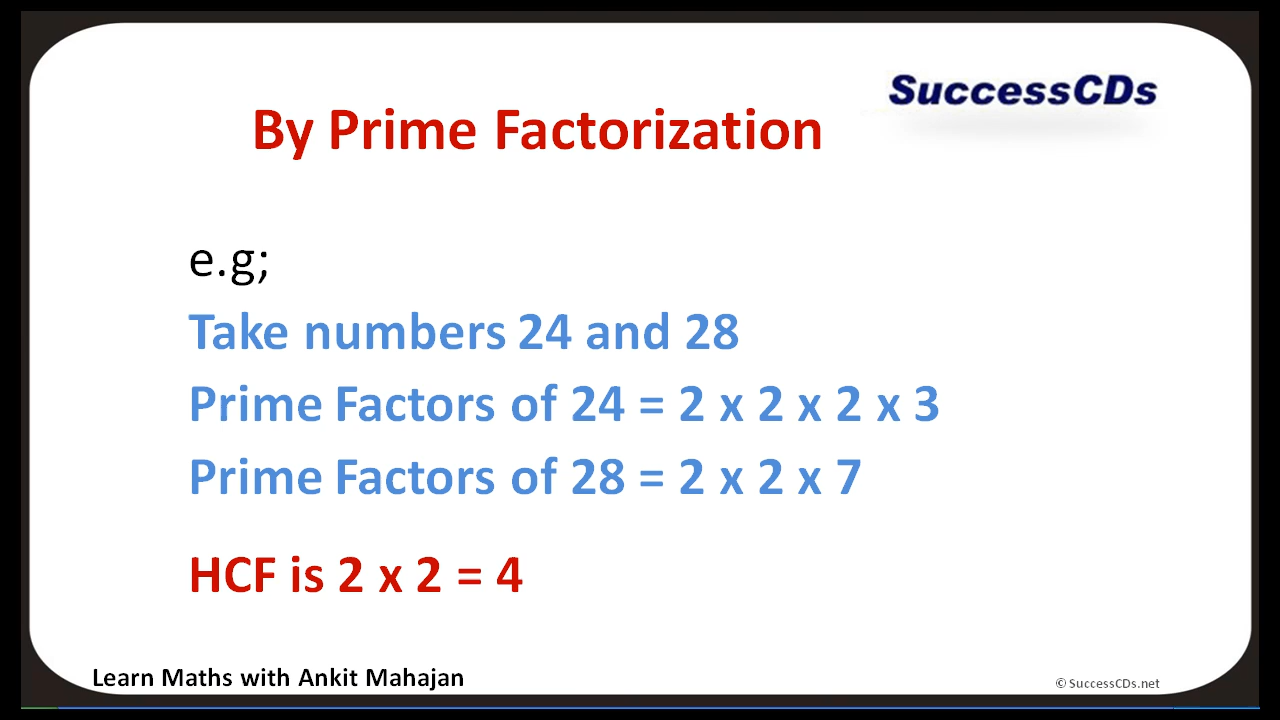 SuccessCDs
By Prime Factorization
e.g;
Take numbers 24 and 28
Prime Factors of 24 = 2 x 2 x 2 x 3
Prime Factors of 28 = 2 x 2 x 7
HCF is 2 x 2 = 4
Learn Maths with Ankit Mahajan
© SuccessCDs.net